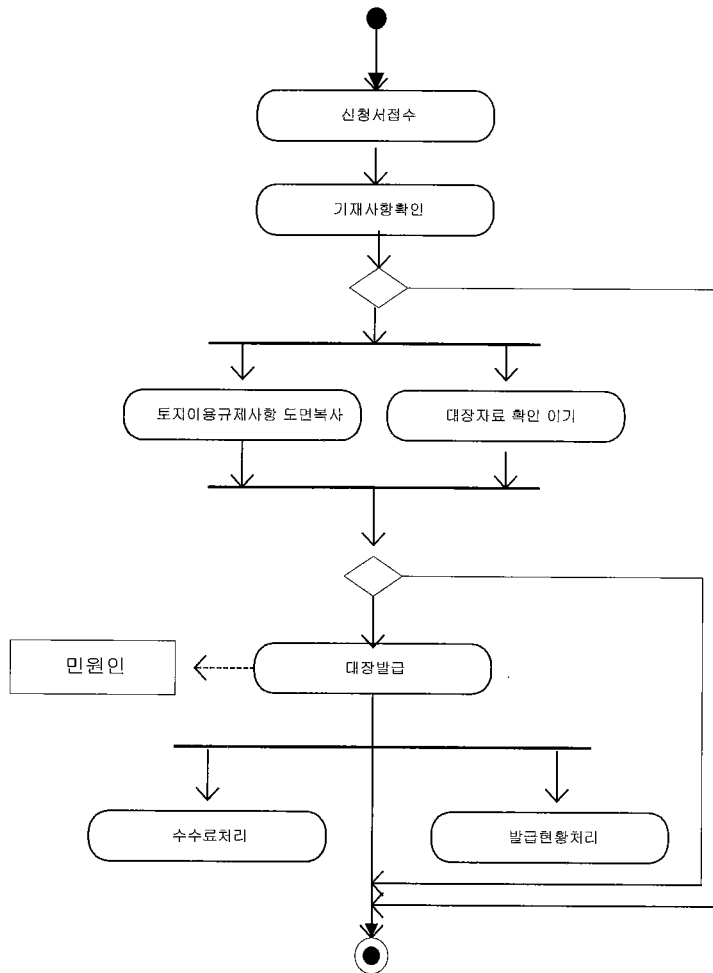 신청서접수
기재사항확인
토지이용규제사항 도면복사
대장자료 확인 이기
민원인
대장발급
수수료처리
발급현황처리